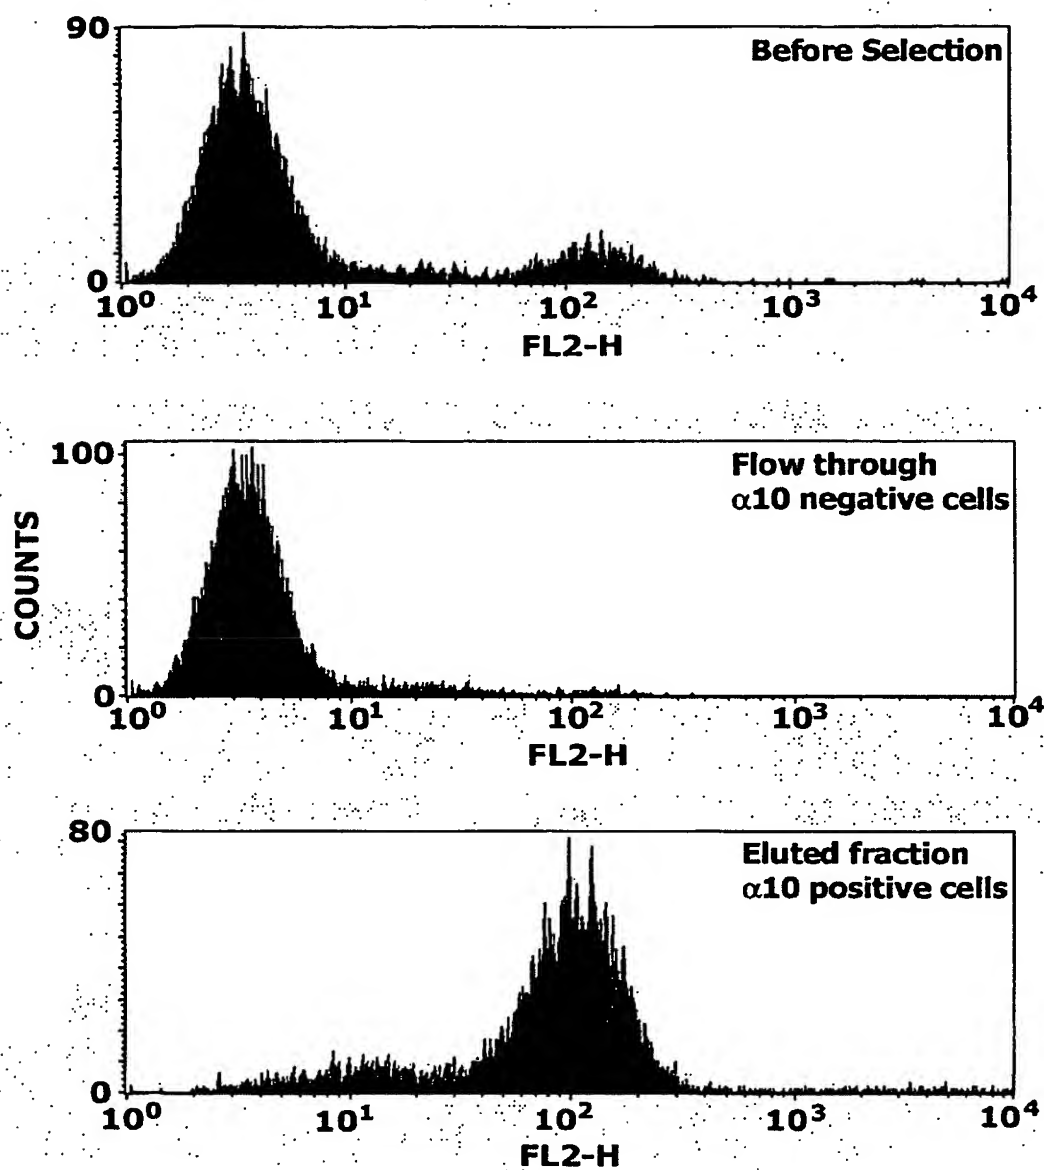 90
Before Selection
0
10⁰ 10¹ 10² 10³ 10⁴
FL2-H
COUNTS
100
Flow through
α10 negative cells
0
10⁰ 10¹ 10² 10³ 10⁴
FL2-H
80
Eluted fraction
α10 positive cells
0
10⁰ 10¹ 10² 10³ 10⁴
FL2-H